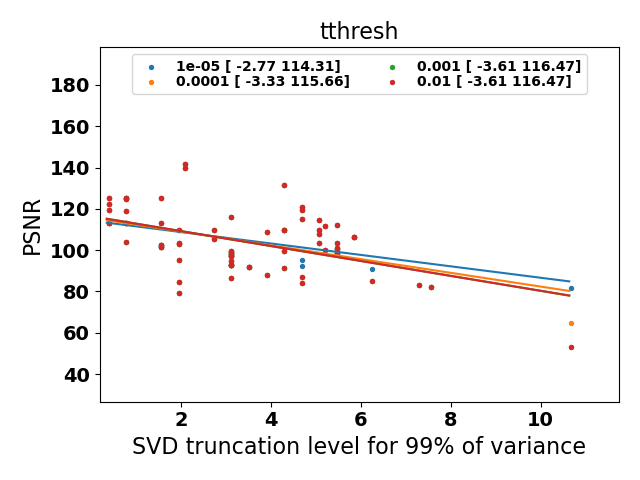 tthresh
1e-05 [ -2.77 114.31]
0.0001 [ -3.33 115.66]
0.001 [ -3.61 116.47]
0.01 [ -3.61 116.47]
PSNR
180
160
140
120
100
80
60
40
2 4 6 8 10
SVD truncation level for 99% of variance